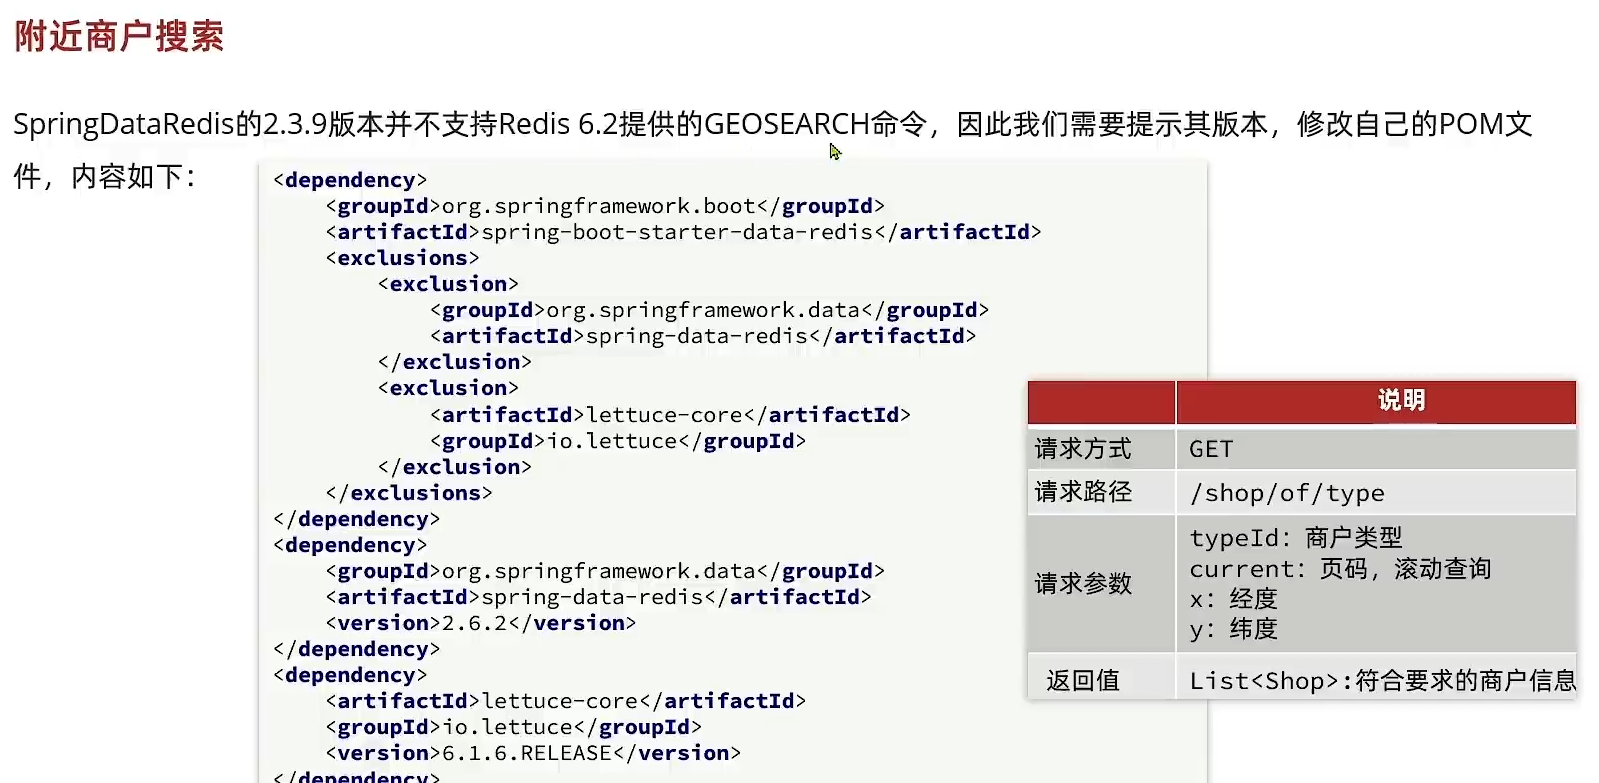 附近商户搜索
SpringDataRedis的2.3.9版本并不支持Redis 6.2提供的GEOSEARCH命令，因此我们需要提示其版本，修改自己的POM文
件，内容如下：
<dependency>
    <groupId>org.springframework.boot</groupId>
    <artifactId>spring-boot-starter-data-redis</artifactId>
    <exclusions>
        <exclusion>
            <groupId>org.springframework.data</groupId>
            <artifactId>spring-data-redis</artifactId>
        </exclusion>
        <exclusion>
            <artifactId>lettuce-core</artifactId>
            <groupId>io.lettuce</groupId>
        </exclusion>
    </exclusions>
</dependency>
<dependency>
    <groupId>org.springframework.data</groupId>
    <artifactId>spring-data-redis</artifactId>
    <version>2.6.2</version>
</dependency>
<dependency>
    <artifactId>lettuce-core</artifactId>
    <groupId>io.lettuce</groupId>
    <version>6.1.6.RELEASE</version>
</dependency>
说明
请求方式 GET
请求路径 /shop/of/type
请求参数 typeId：商户类型
current：页码，滚动查询
x：经度
y：纬度
返回值 List<Shop>:符合要求的商户信息